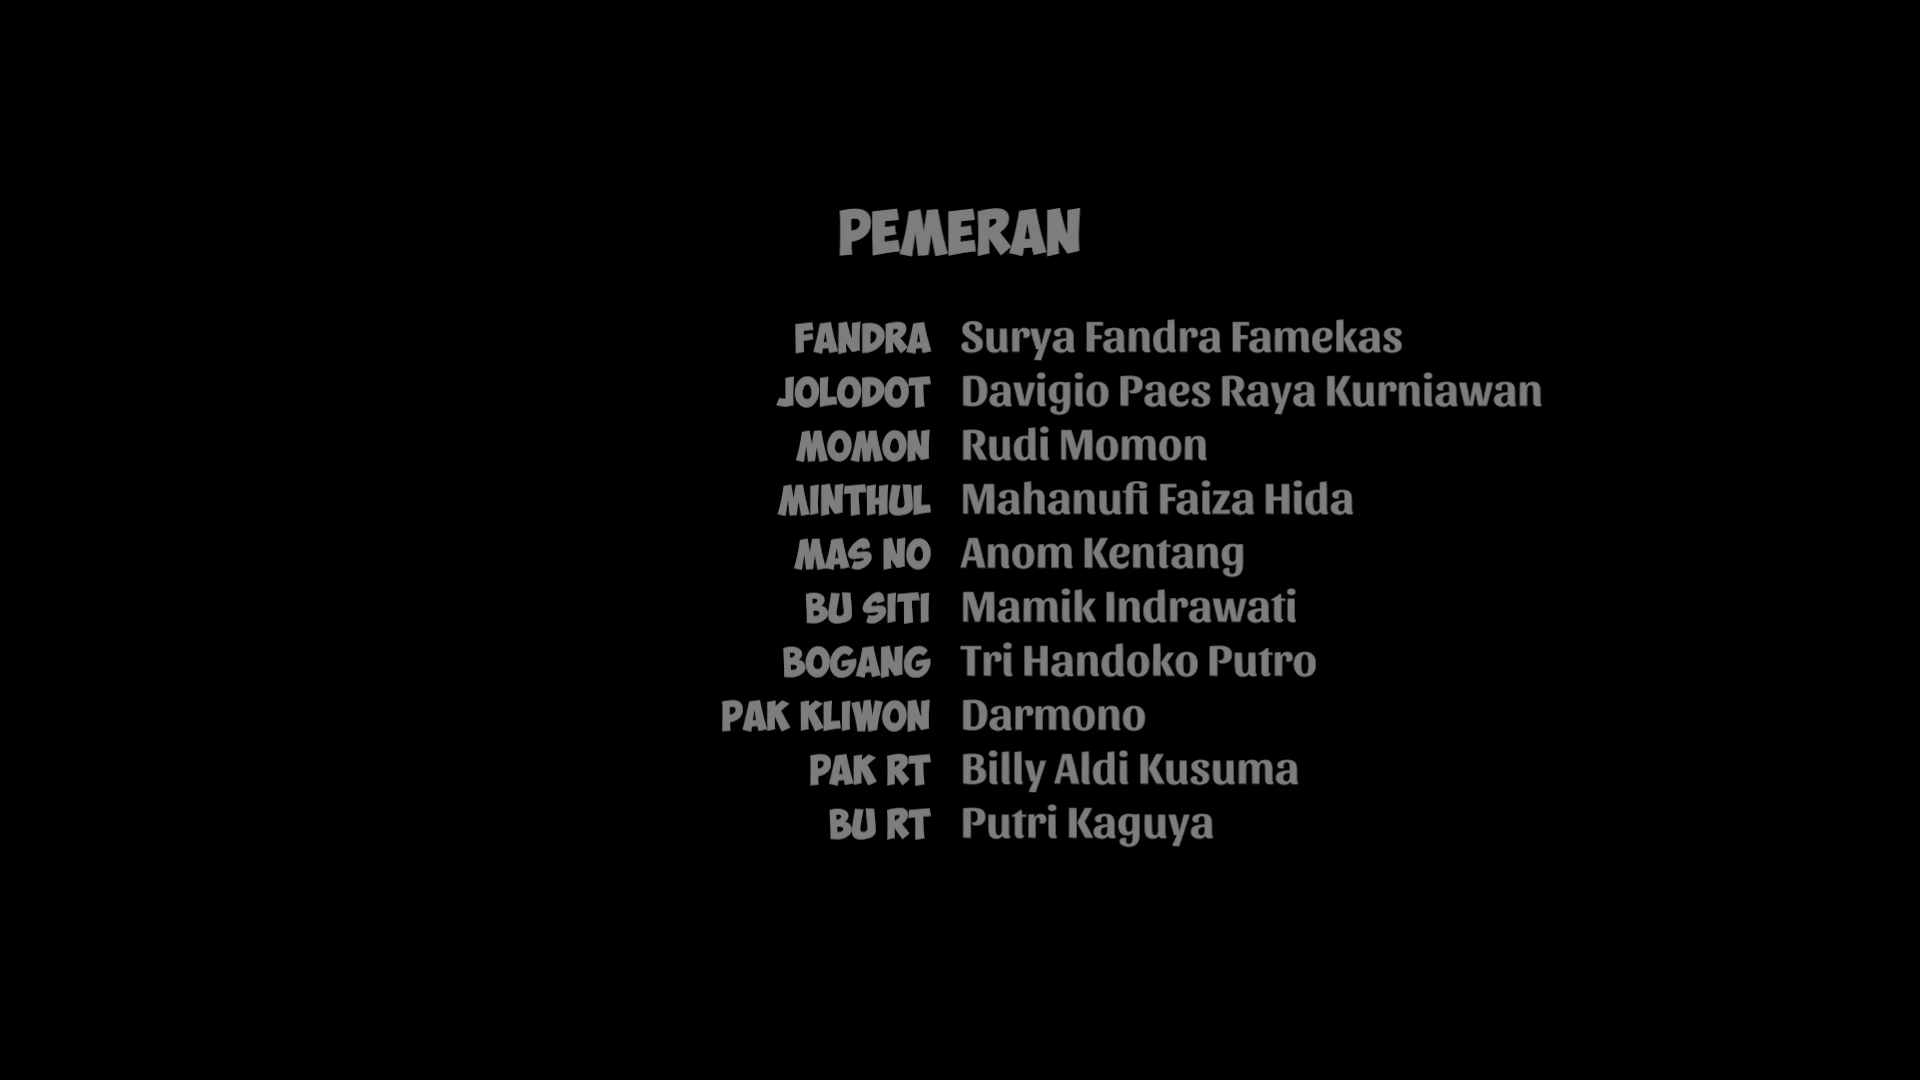 PEMERAN
FANDRA Surya Fandra Famekas
JOLODOT Davigio Paes Raya Kurniawan
MOMON Rudi Momon
MINTHUL Mahanufi Faiza Hida
MAS NO Anom Kentang
BU SITI Mamik Indrawati
BOGANG Tri Handoko Putro
PAK KLIWON Darmono
PAK RT Billy Aldi Kusuma
BU RT Putri Kaguya